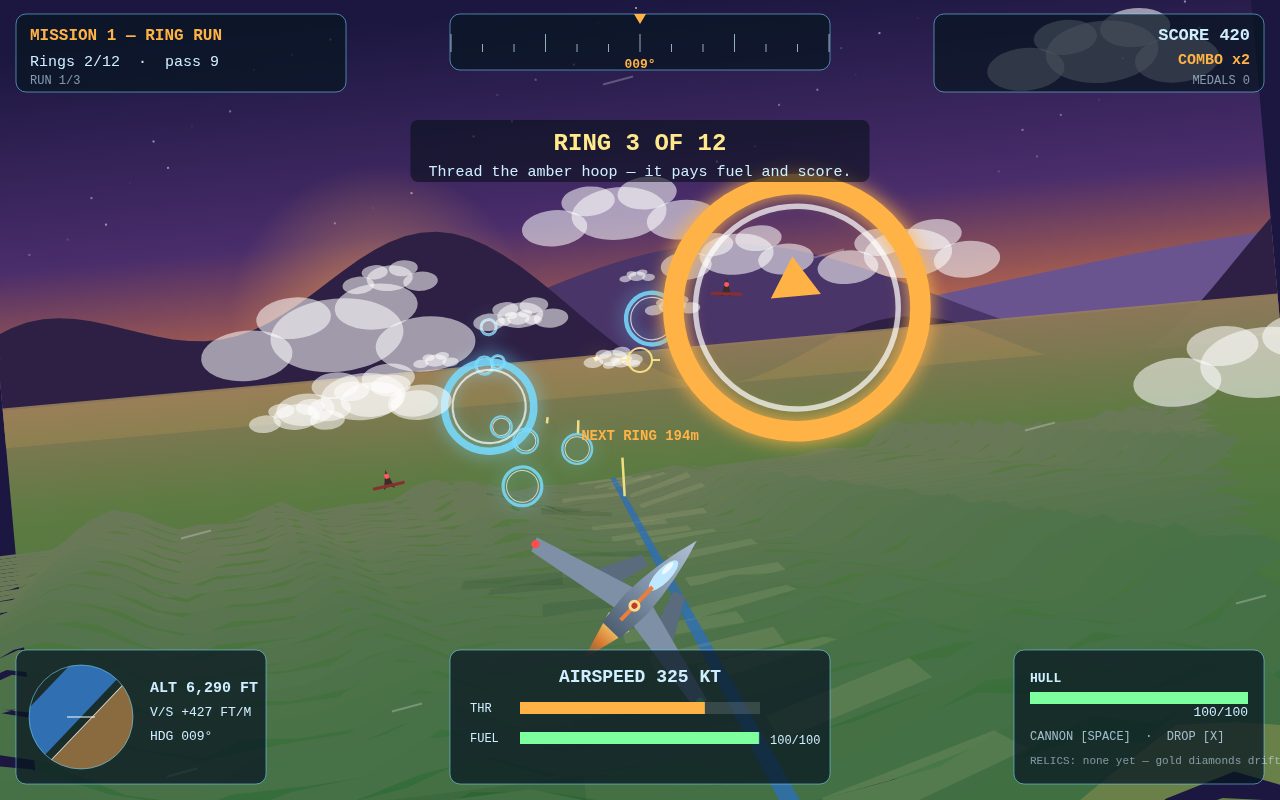 MISSION 1 — RING RUN
Rings 2/12 · pass 9
RUN 1/3
009°
SCORE 420
COMBO x2
MEDALS 0
RING 3 OF 12
Thread the amber hoop — it pays fuel and score.
NEXT RING 194m
ALT 6,290 FT
V/S +427 FT/M
HDG 009°
AIRSPEED 325 KT
THR
FUEL 100/100
HULL
100/100
CANNON [SPACE] · DROP [X]
RELICS: none yet — gold diamonds drift